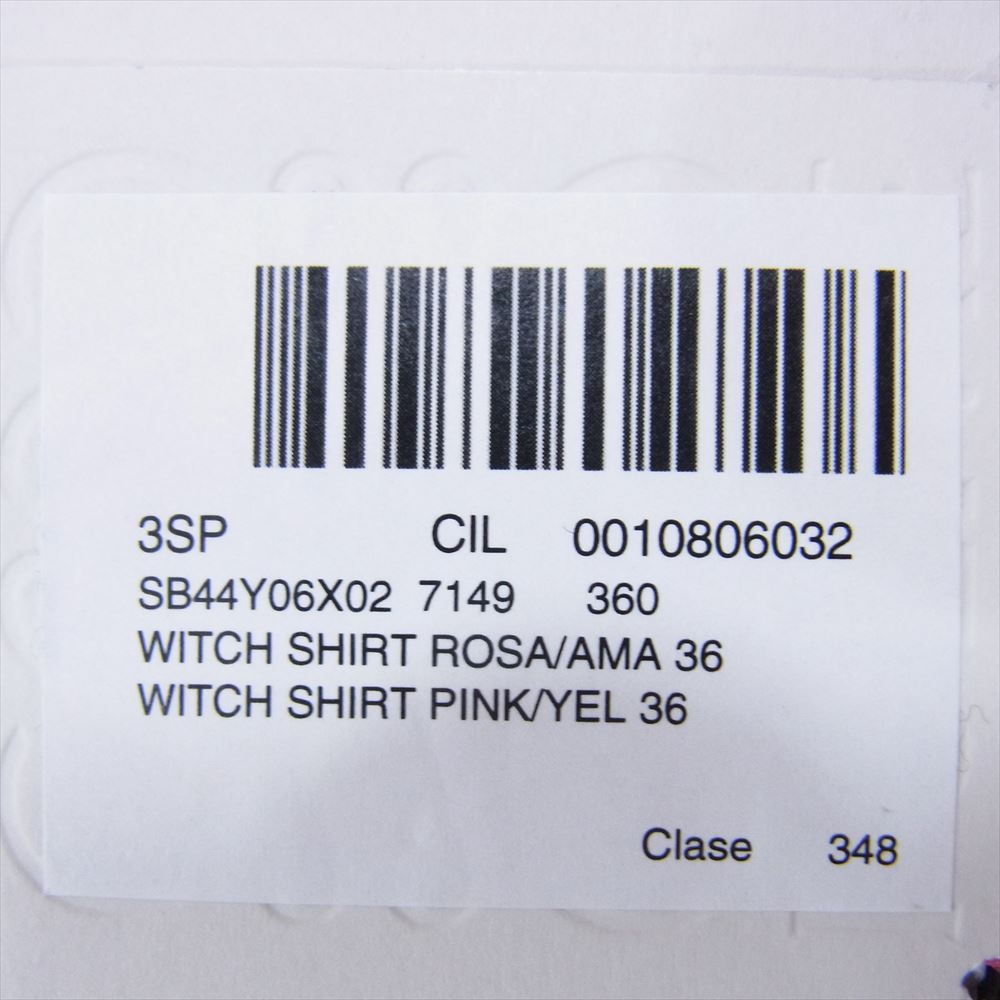 3SP CIL 0010806032
SB44Y06X02 7149 360
WITCH SHIRT ROSA/AMA 36
WITCH SHIRT PINK/YEL 36
Clase 348